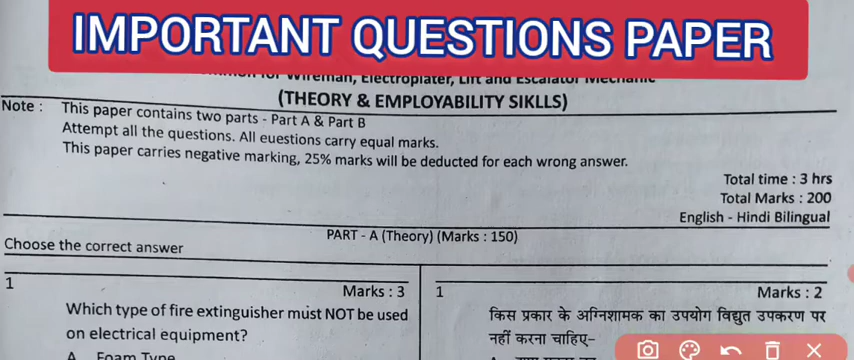 IMPORTANT QUESTIONS PAPER
for Wireman, Electroplater, Lift and Escalator Mechanic
(THEORY & EMPLOYABILITY SIKLLS)
Note : This paper contains two parts - Part A & Part B
Attempt all the questions. All euestions carry equal marks.
This paper carries negative marking, 25% marks will be deducted for each wrong answer.
Total time : 3 hrs
Total Marks : 200
English - Hindi Bilingual
PART - A (Theory) (Marks : 150)
Choose the correct answer
1 Marks : 3
Which type of fire extinguisher must NOT be used
on electrical equipment?
A. Foam Type
1 Marks : 2
किस प्रकार के अग्निशामक का उपयोग विद्युत उपकरण पर
नहीं करना चाहिए-